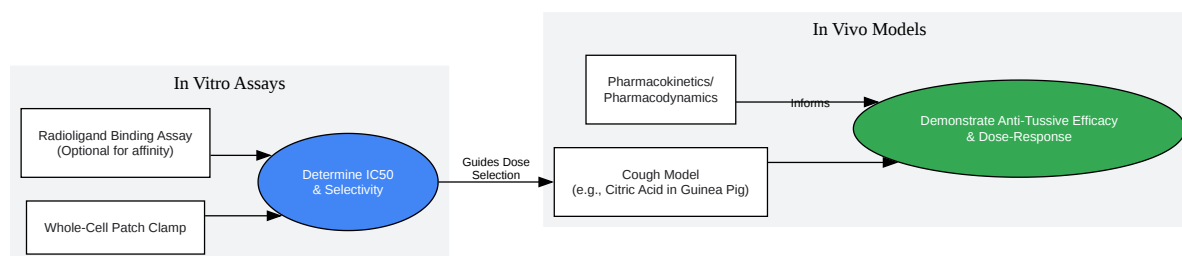 In Vitro Assays
Radioligand Binding Assay
(Optional for affinity)
Whole-Cell Patch Clamp
Determine IC50
& Selectivity
Guides Dose
Selection
In Vivo Models
Pharmacokinetics/
Pharmacodynamics
Informs
Cough Model
(e.g., Citric Acid in Guinea Pig)
Demonstrate Anti-Tussive Efficacy
& Dose-Response